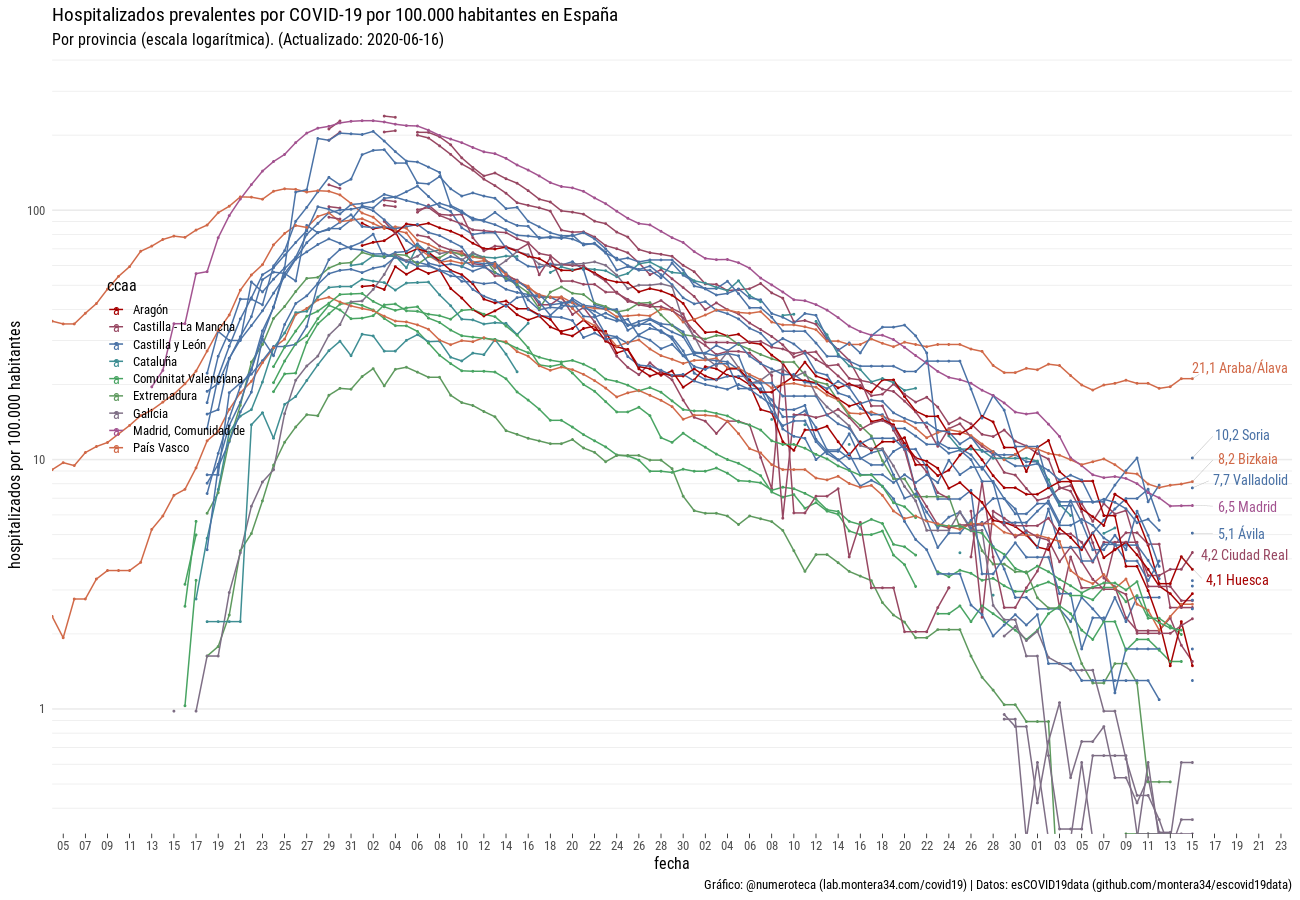 Hospitalizados prevalentes por COVID-19 por 100.000 habitantes en España
Por provincia (escala logarítmica). (Actualizado: 2020-06-16)
hospitalizados por 100.000 habitantes
100
10
1
ccaa
Aragón
Castilla - La Mancha
Castilla y León
Cataluña
Comunitat Valenciana
Extremadura
Galicia
Madrid, Comunidad de
País Vasco
21,1 Araba/Álava
10,2 Soria
8,2 Bizkaia
7,7 Valladolid
6,5 Madrid
5,1 Ávila
4,2 Ciudad Real
4,1 Huesca
05 07 09 11 13 15 17 19 21 23 25 27 29 31 02 04 06 08 10 12 14 16 18 20 22 24 26 28 30 02 04 06 08 10 12 14 16 18 20 22 24 26 28 30 01 03 05 07 09 11 13 15 17 19 21 23
fecha
Gráfico: @numeroteca (lab.montera34.com/covid19) | Datos: esCOVID19data (github.com/montera34/escovid19data)